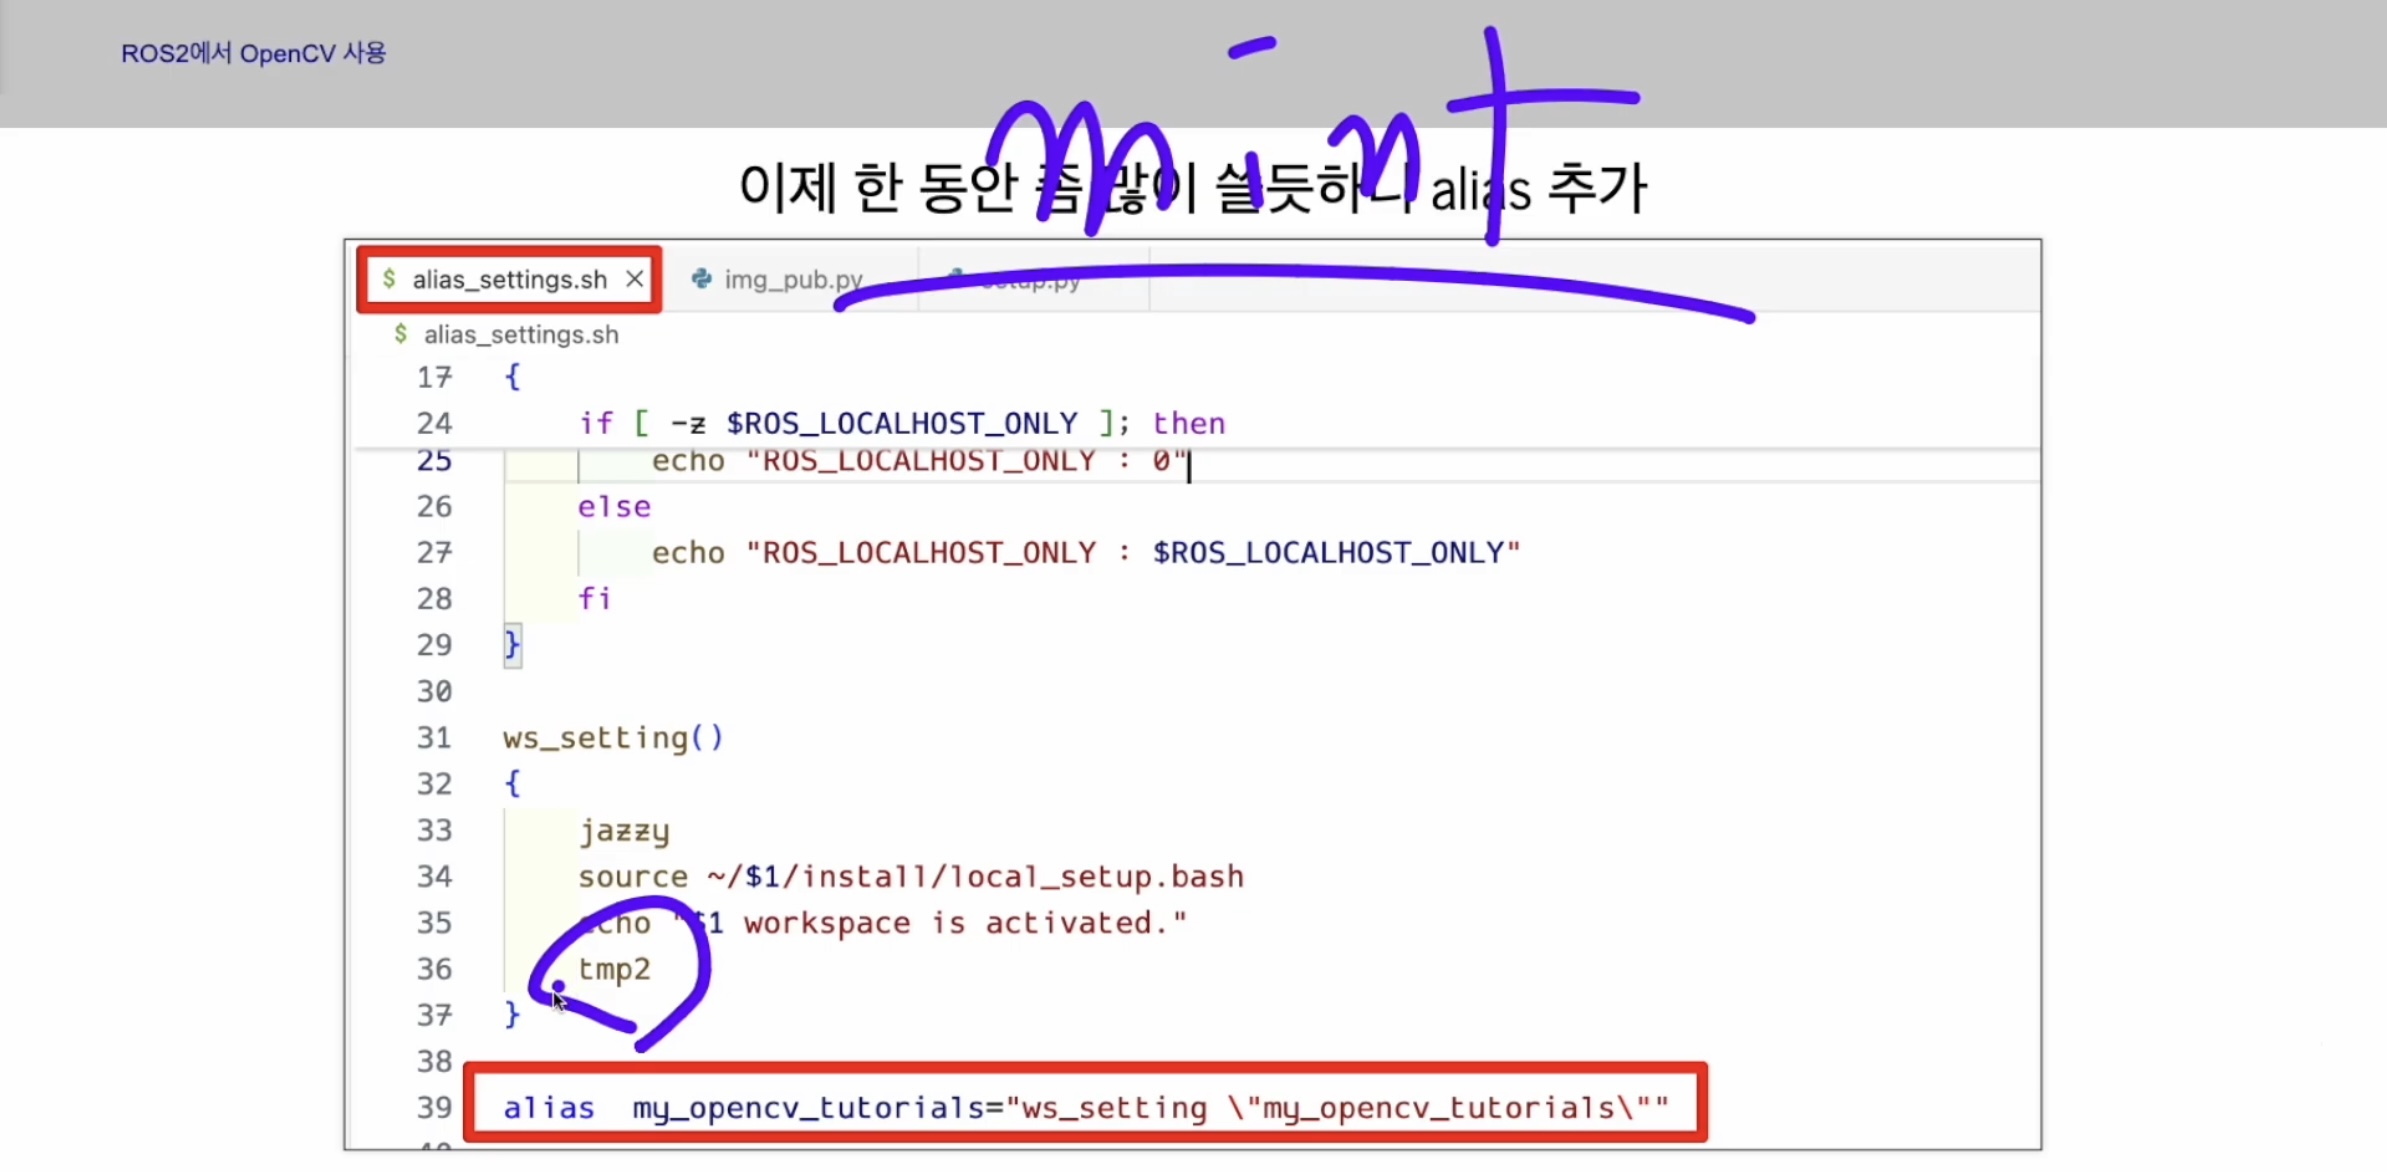 ROS2에서 OpenCV 사용
mint
이제 한 동안 좀 많이 쓸듯하니 alias 추가
$ alias_settings.sh × img_pub.py setup.py
$ alias_settings.sh
17 {
24 if [ -z $ROS_LOCALHOST_ONLY ]; then
25 echo "ROS_LOCALHOST_ONLY : 0"
26 else
27 echo "ROS_LOCALHOST_ONLY : $ROS_LOCALHOST_ONLY"
28 fi
29 }
30
31 ws_setting()
32 {
33 jazzy
34 source ~/$1/install/local_setup.bash
35 echo "$1 workspace is activated."
36 tmp2
37 }
38
39 alias my_opencv_tutorials="ws_setting \"my_opencv_tutorials\""